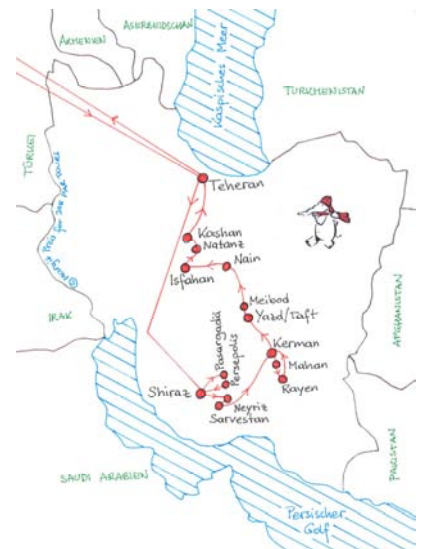 ASERBEIDSCHAN
ARMENIEN
Kaspisches Meer
TURKMENISTAN
TÜRKEI
Teheran
Kashan
Natanz
Nain
Isfahan
AFGHANISTAN
IRAK
Meibod
Yazd/Taft
Pasargadä
Persepolis
Kerman
Mahan
Shiraz
Rayen
Neyriz
Sarvestan
PAKISTAN
SAUDI ARABIEN
Persischer
Golf